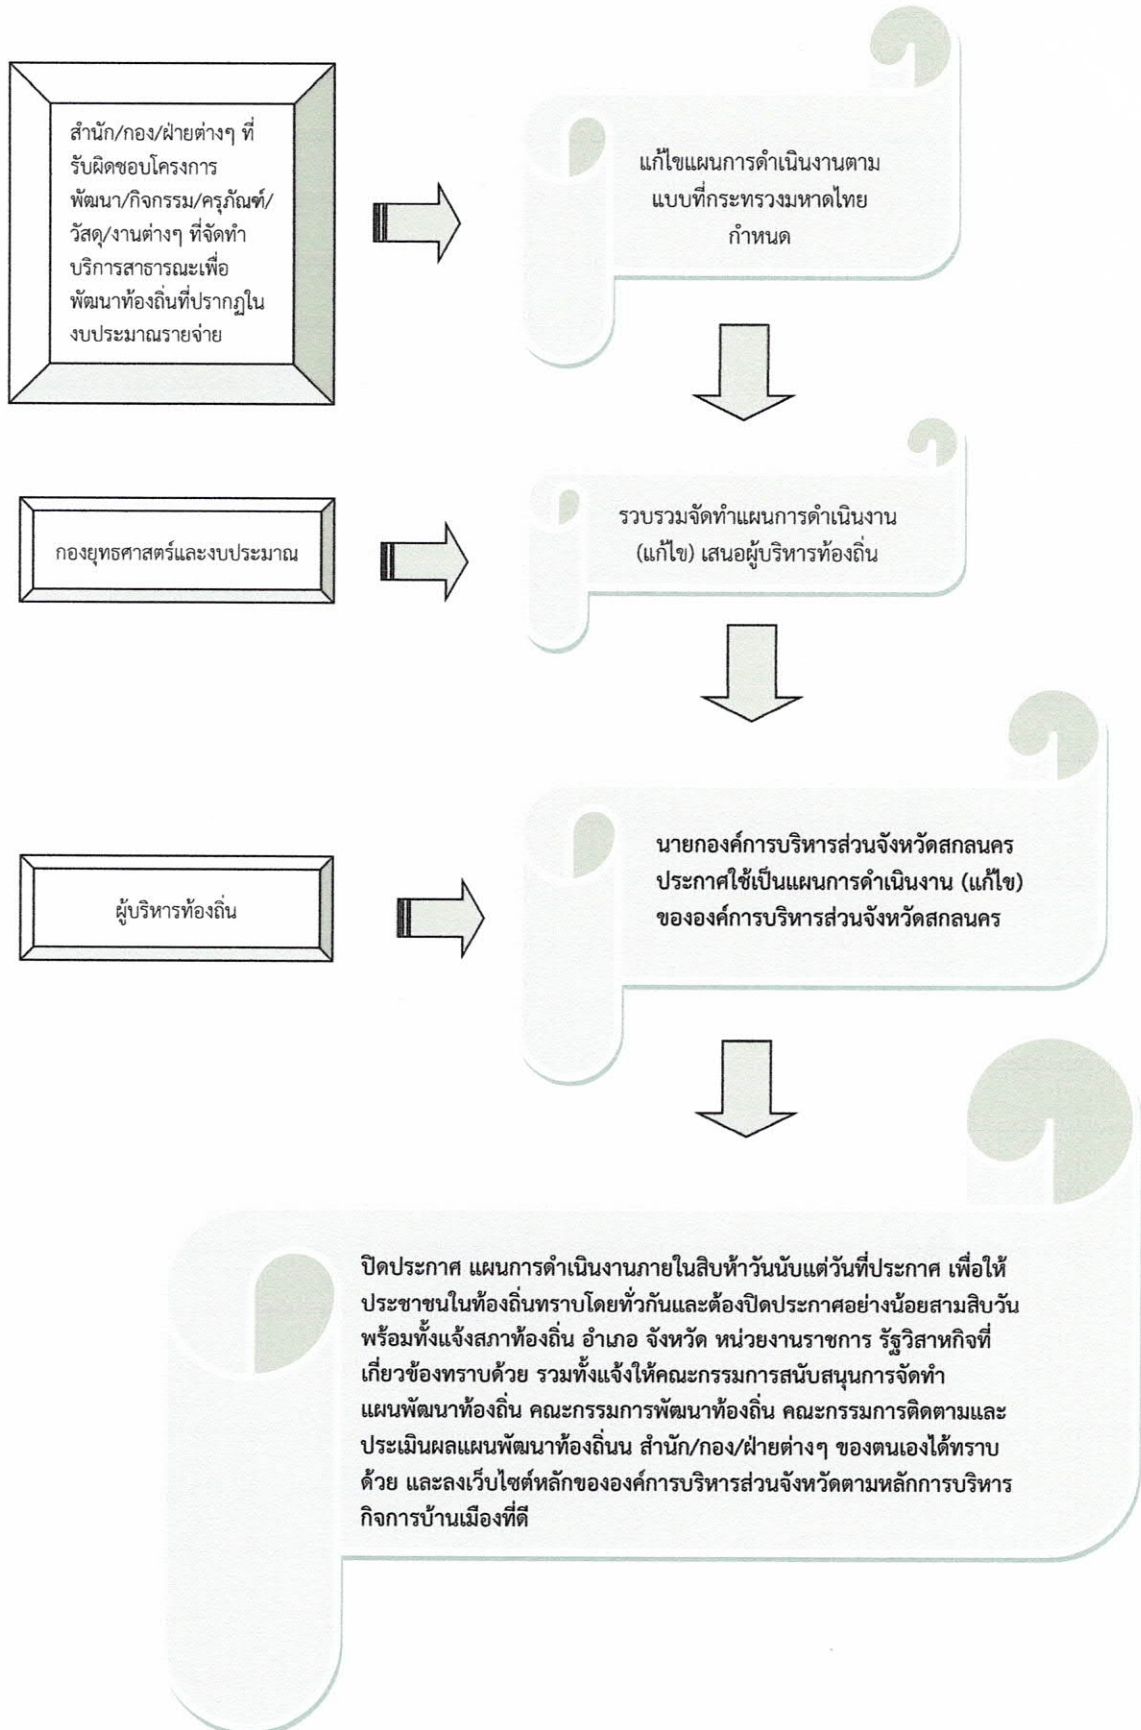 สำนัก/กอง/ฝ่ายต่างๆ ที่
รับผิดชอบโครงการ
พัฒนา/กิจกรรม/ครุภัณฑ์/
วัสดุ/งานต่างๆ ที่จัดทำ
บริการสาธารณะเพื่อ
พัฒนาท้องถิ่นที่ปรากฏใน
งบประมาณรายจ่าย
แก้ไขแผนการดำเนินงานตาม
แบบที่กระทรวงมหาดไทย
กำหนด
กองยุทธศาสตร์และงบประมาณ
รวบรวมจัดทำแผนการดำเนินงาน
(แก้ไข) เสนอผู้บริหารท้องถิ่น
ผู้บริหารท้องถิ่น
นายกองค์การบริหารส่วนจังหวัดสกลนคร
ประกาศใช้เป็นแผนการดำเนินงาน (แก้ไข)
ขององค์การบริหารส่วนจังหวัดสกลนคร
ปิดประกาศ แผนการดำเนินงานภายในสิบห้าวันนับแต่วันที่ประกาศ เพื่อให้
ประชาชนในท้องถิ่นทราบโดยทั่วกันและต้องปิดประกาศอย่างน้อยสามสิบวัน
พร้อมทั้งแจ้งสภาท้องถิ่น อำเภอ จังหวัด หน่วยงานราชการ รัฐวิสาหกิจที่
เกี่ยวข้องทราบด้วย รวมทั้งแจ้งให้คณะกรรมการสนับสนุนการจัดทำ
แผนพัฒนาท้องถิ่น คณะกรรมการพัฒนาท้องถิ่น คณะกรรมการติดตามและ
ประเมินผลแผนพัฒนาท้องถิ่นน สำนัก/กอง/ฝ่ายต่างๆ ของตนเองได้ทราบ
ด้วย และลงเว็บไซต์หลักขององค์การบริหารส่วนจังหวัดตามหลักการบริหาร
กิจการบ้านเมืองที่ดี